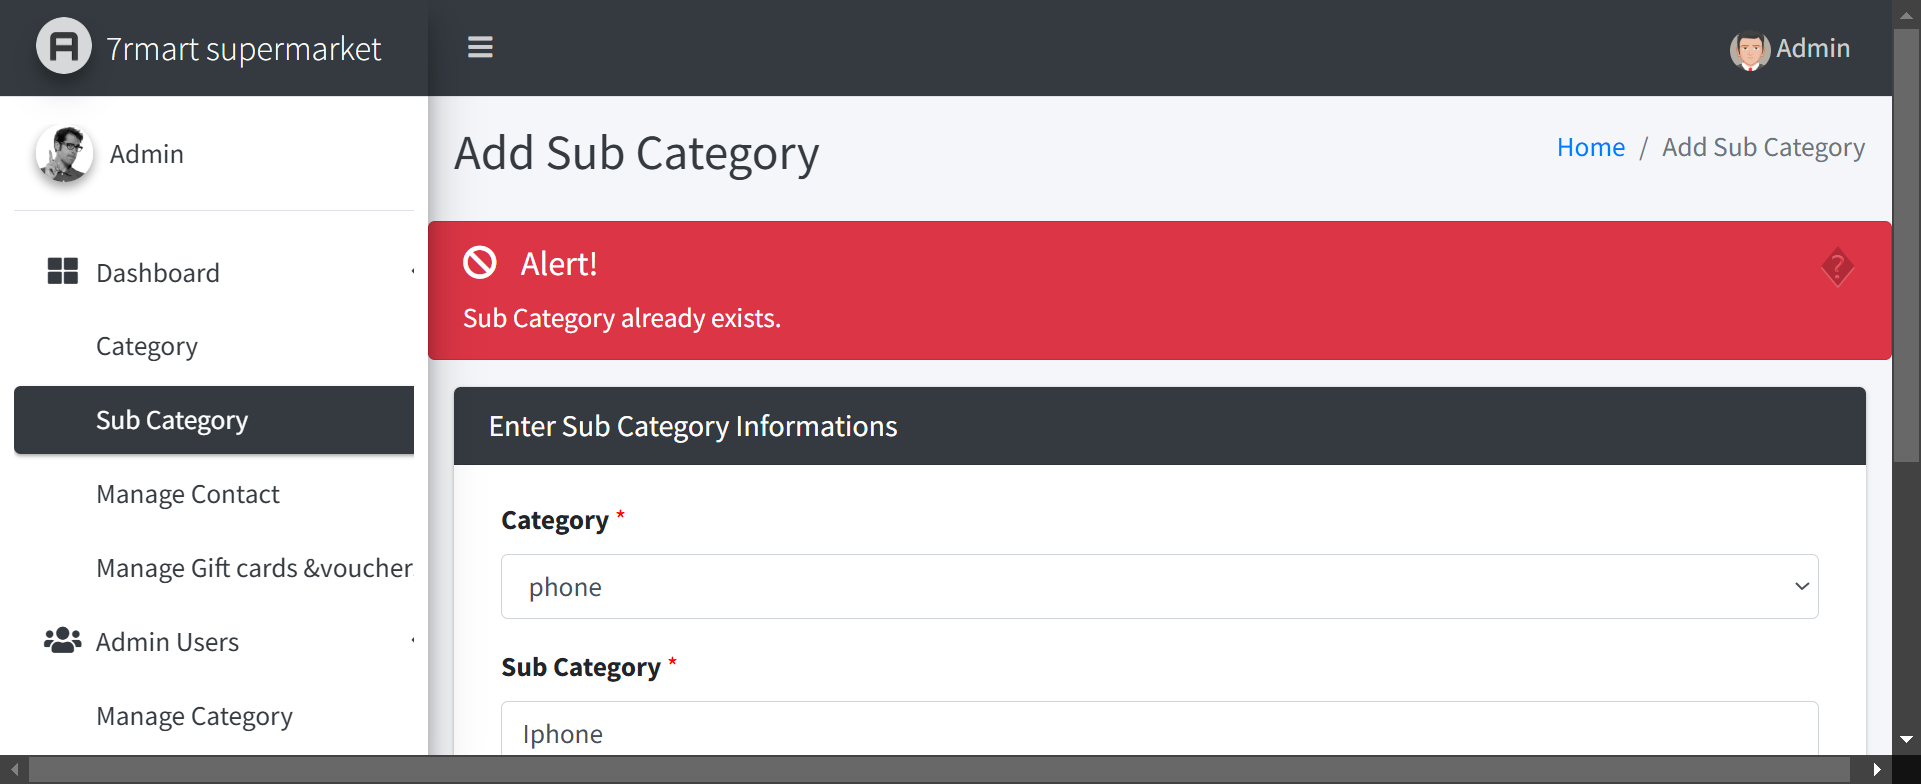 7rmart supermarket
Admin
Admin
Dashboard
Category
Sub Category
Manage Contact
Manage Gift cards &voucher
Admin Users
Manage Category
Add Sub Category
Home / Add Sub Category
Alert!
Sub Category already exists.
Enter Sub Category Informations
Category *
phone
Sub Category *
Iphone